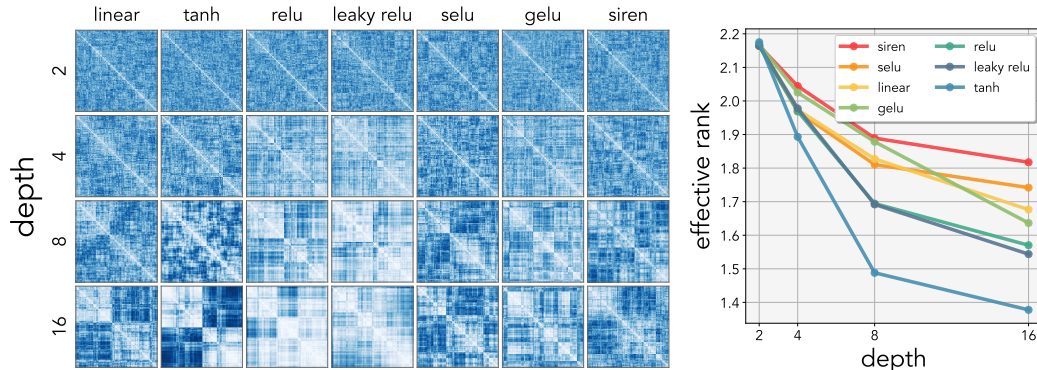 linear tanh relu leaky relu selu gelu siren
depth
2
4
8
16
effective rank
2.2
2.1
2.0
1.9
1.8
1.7
1.6
1.5
1.4
siren relu
selu leaky relu
linear tanh
gelu
2 4 8 16
depth